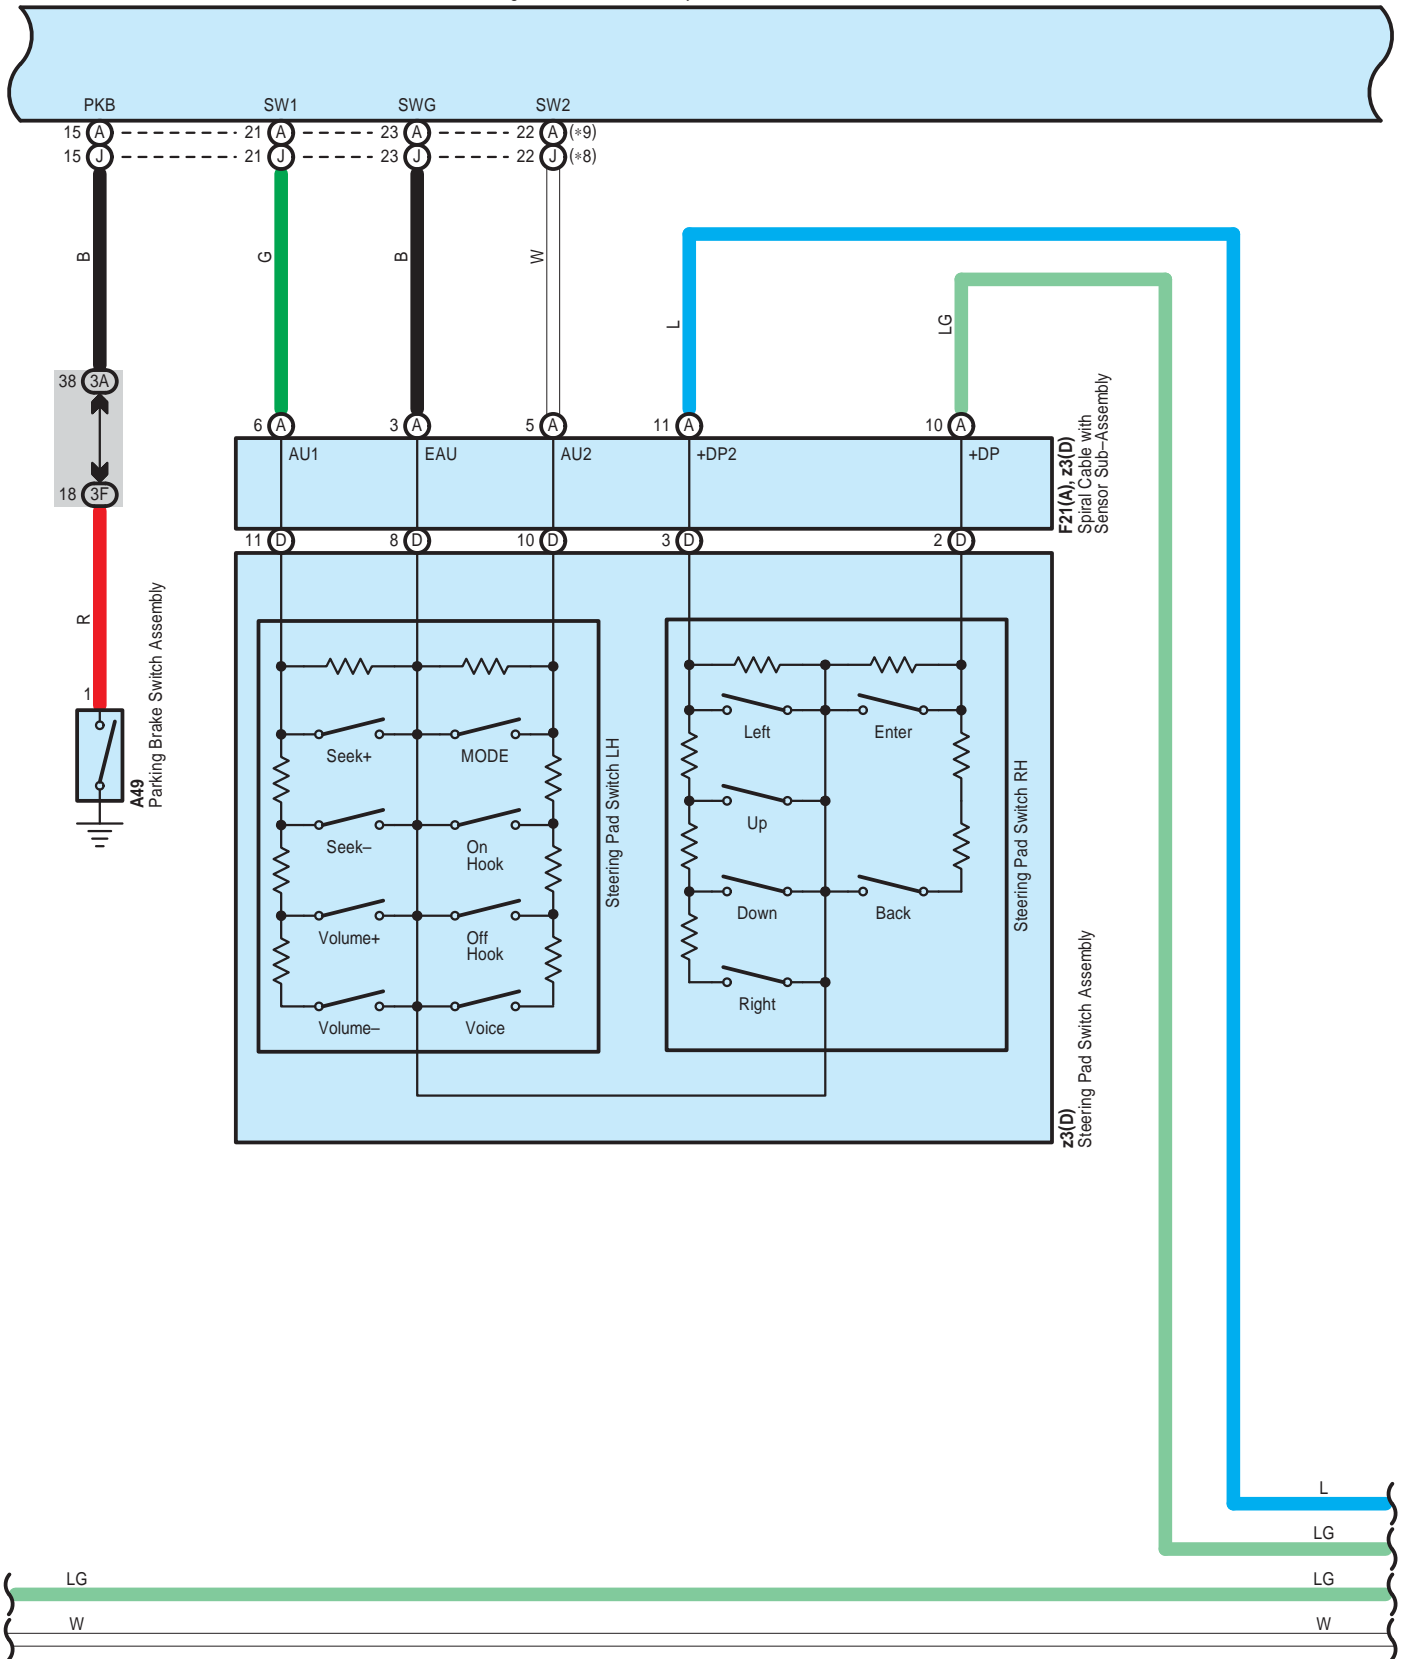 PKB SW1 SWG SW2
15 A 21 A 23 A 22 A (*9)
15 J 21 J 23 J 22 J (*8)
B G B W L LG
38 3A
18 3F
R
1
A49
Parking Brake Switch Assembly
6 A 3 A 5 A 11 A 10 A
AU1 EAU AU2 +DP2 +DP
F21(A), z3(D)
Spiral Cable with
Sensor Sub–Assembly
11 D 8 D 10 D 3 D 2 D
Seek+ MODE
Seek– On
Hook
Volume+ Off
Hook
Volume– Voice
Steering Pad Switch LH
Left Enter
Up
Down Back
Right
Steering Pad Switch RH
z3(D)
Steering Pad Switch Assembly
L
LG
LG LG
W W